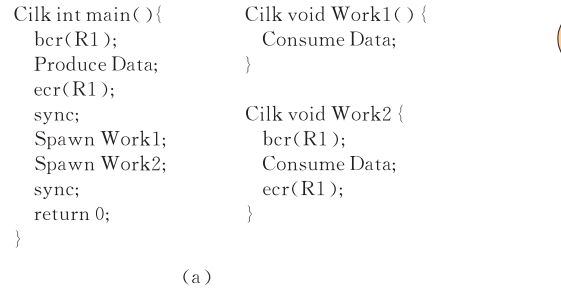 Cilk int main( ){
bcr(R1);
Produce Data;
ecr(R1);
sync;
Spawn Work1;
Spawn Work2;
sync;
return 0;
}
Cilk void Work1( ) {
Consume Data;
}
Cilk void Work2 {
bcr(R1);
Consume Data;
ecr(R1);
}
(a)